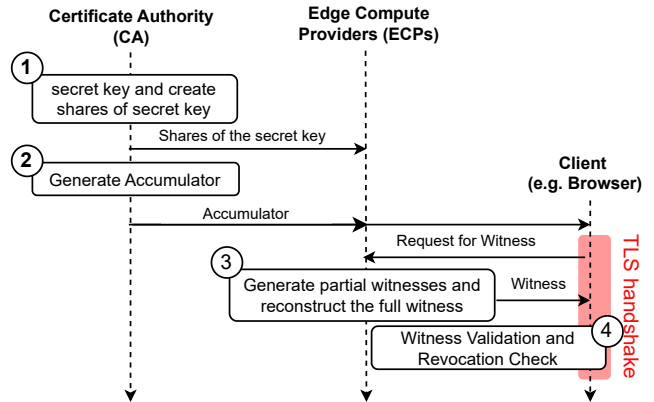 Certificate Authority
(CA)
Edge Compute
Providers (ECPs)
1
secret key and create
shares of secret key
Shares of the secret key
2
Generate Accumulator
Client
(e.g. Browser)
Accumulator
Request for Witness
3
Generate partial witnesses and
reconstruct the full witness
Witness
4
Witness Validation and
Revocation Check
TLS handshake